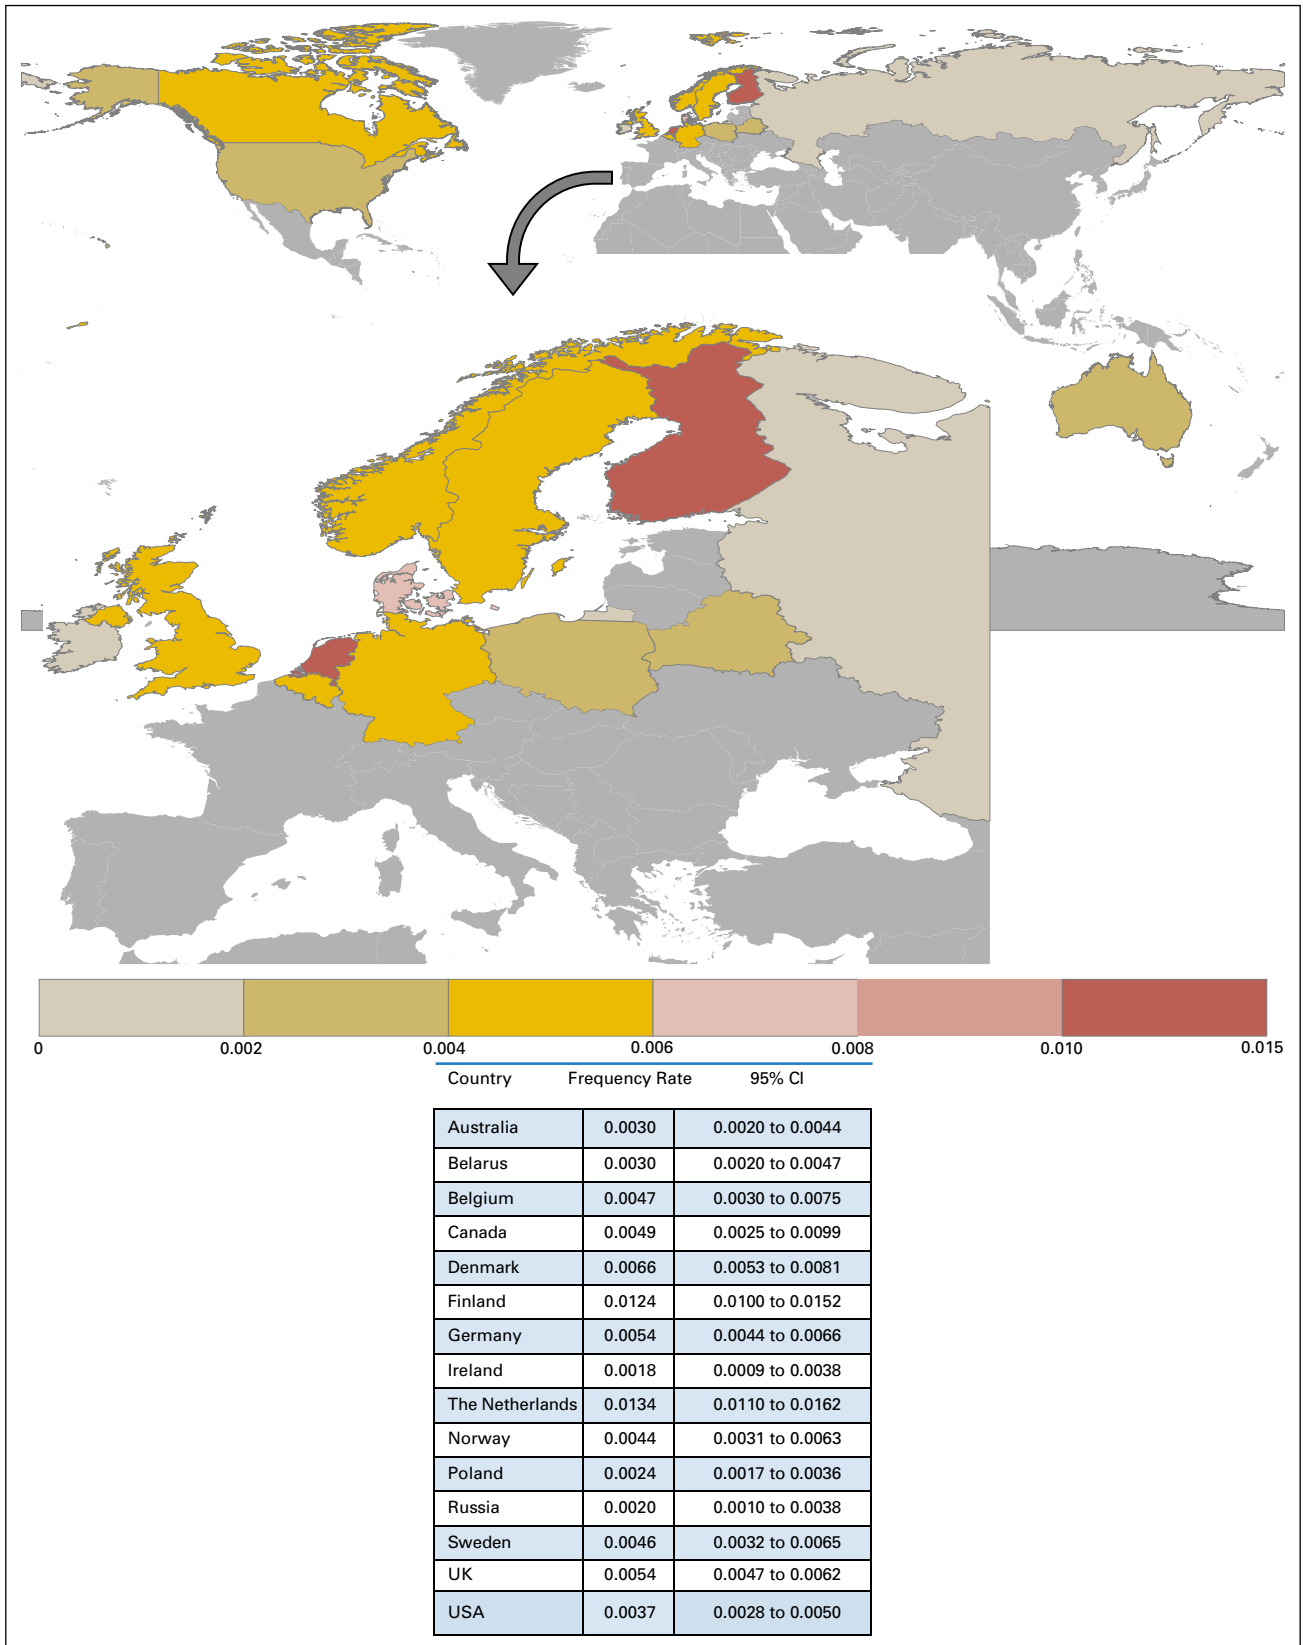 0 0.002 0.004 0.006 0.008 0.010 0.015
Country Frequency Rate 95% CI
Australia 0.0030 0.0020 to 0.0044
Belarus 0.0030 0.0020 to 0.0047
Belgium 0.0047 0.0030 to 0.0075
Canada 0.0049 0.0025 to 0.0099
Denmark 0.0066 0.0053 to 0.0081
Finland 0.0124 0.0100 to 0.0152
Germany 0.0054 0.0044 to 0.0066
Ireland 0.0018 0.0009 to 0.0038
The Netherlands 0.0134 0.0110 to 0.0162
Norway 0.0044 0.0031 to 0.0063
Poland 0.0024 0.0017 to 0.0036
Russia 0.0020 0.0010 to 0.0038
Sweden 0.0046 0.0032 to 0.0065
UK 0.0054 0.0047 to 0.0062
USA 0.0037 0.0028 to 0.0050